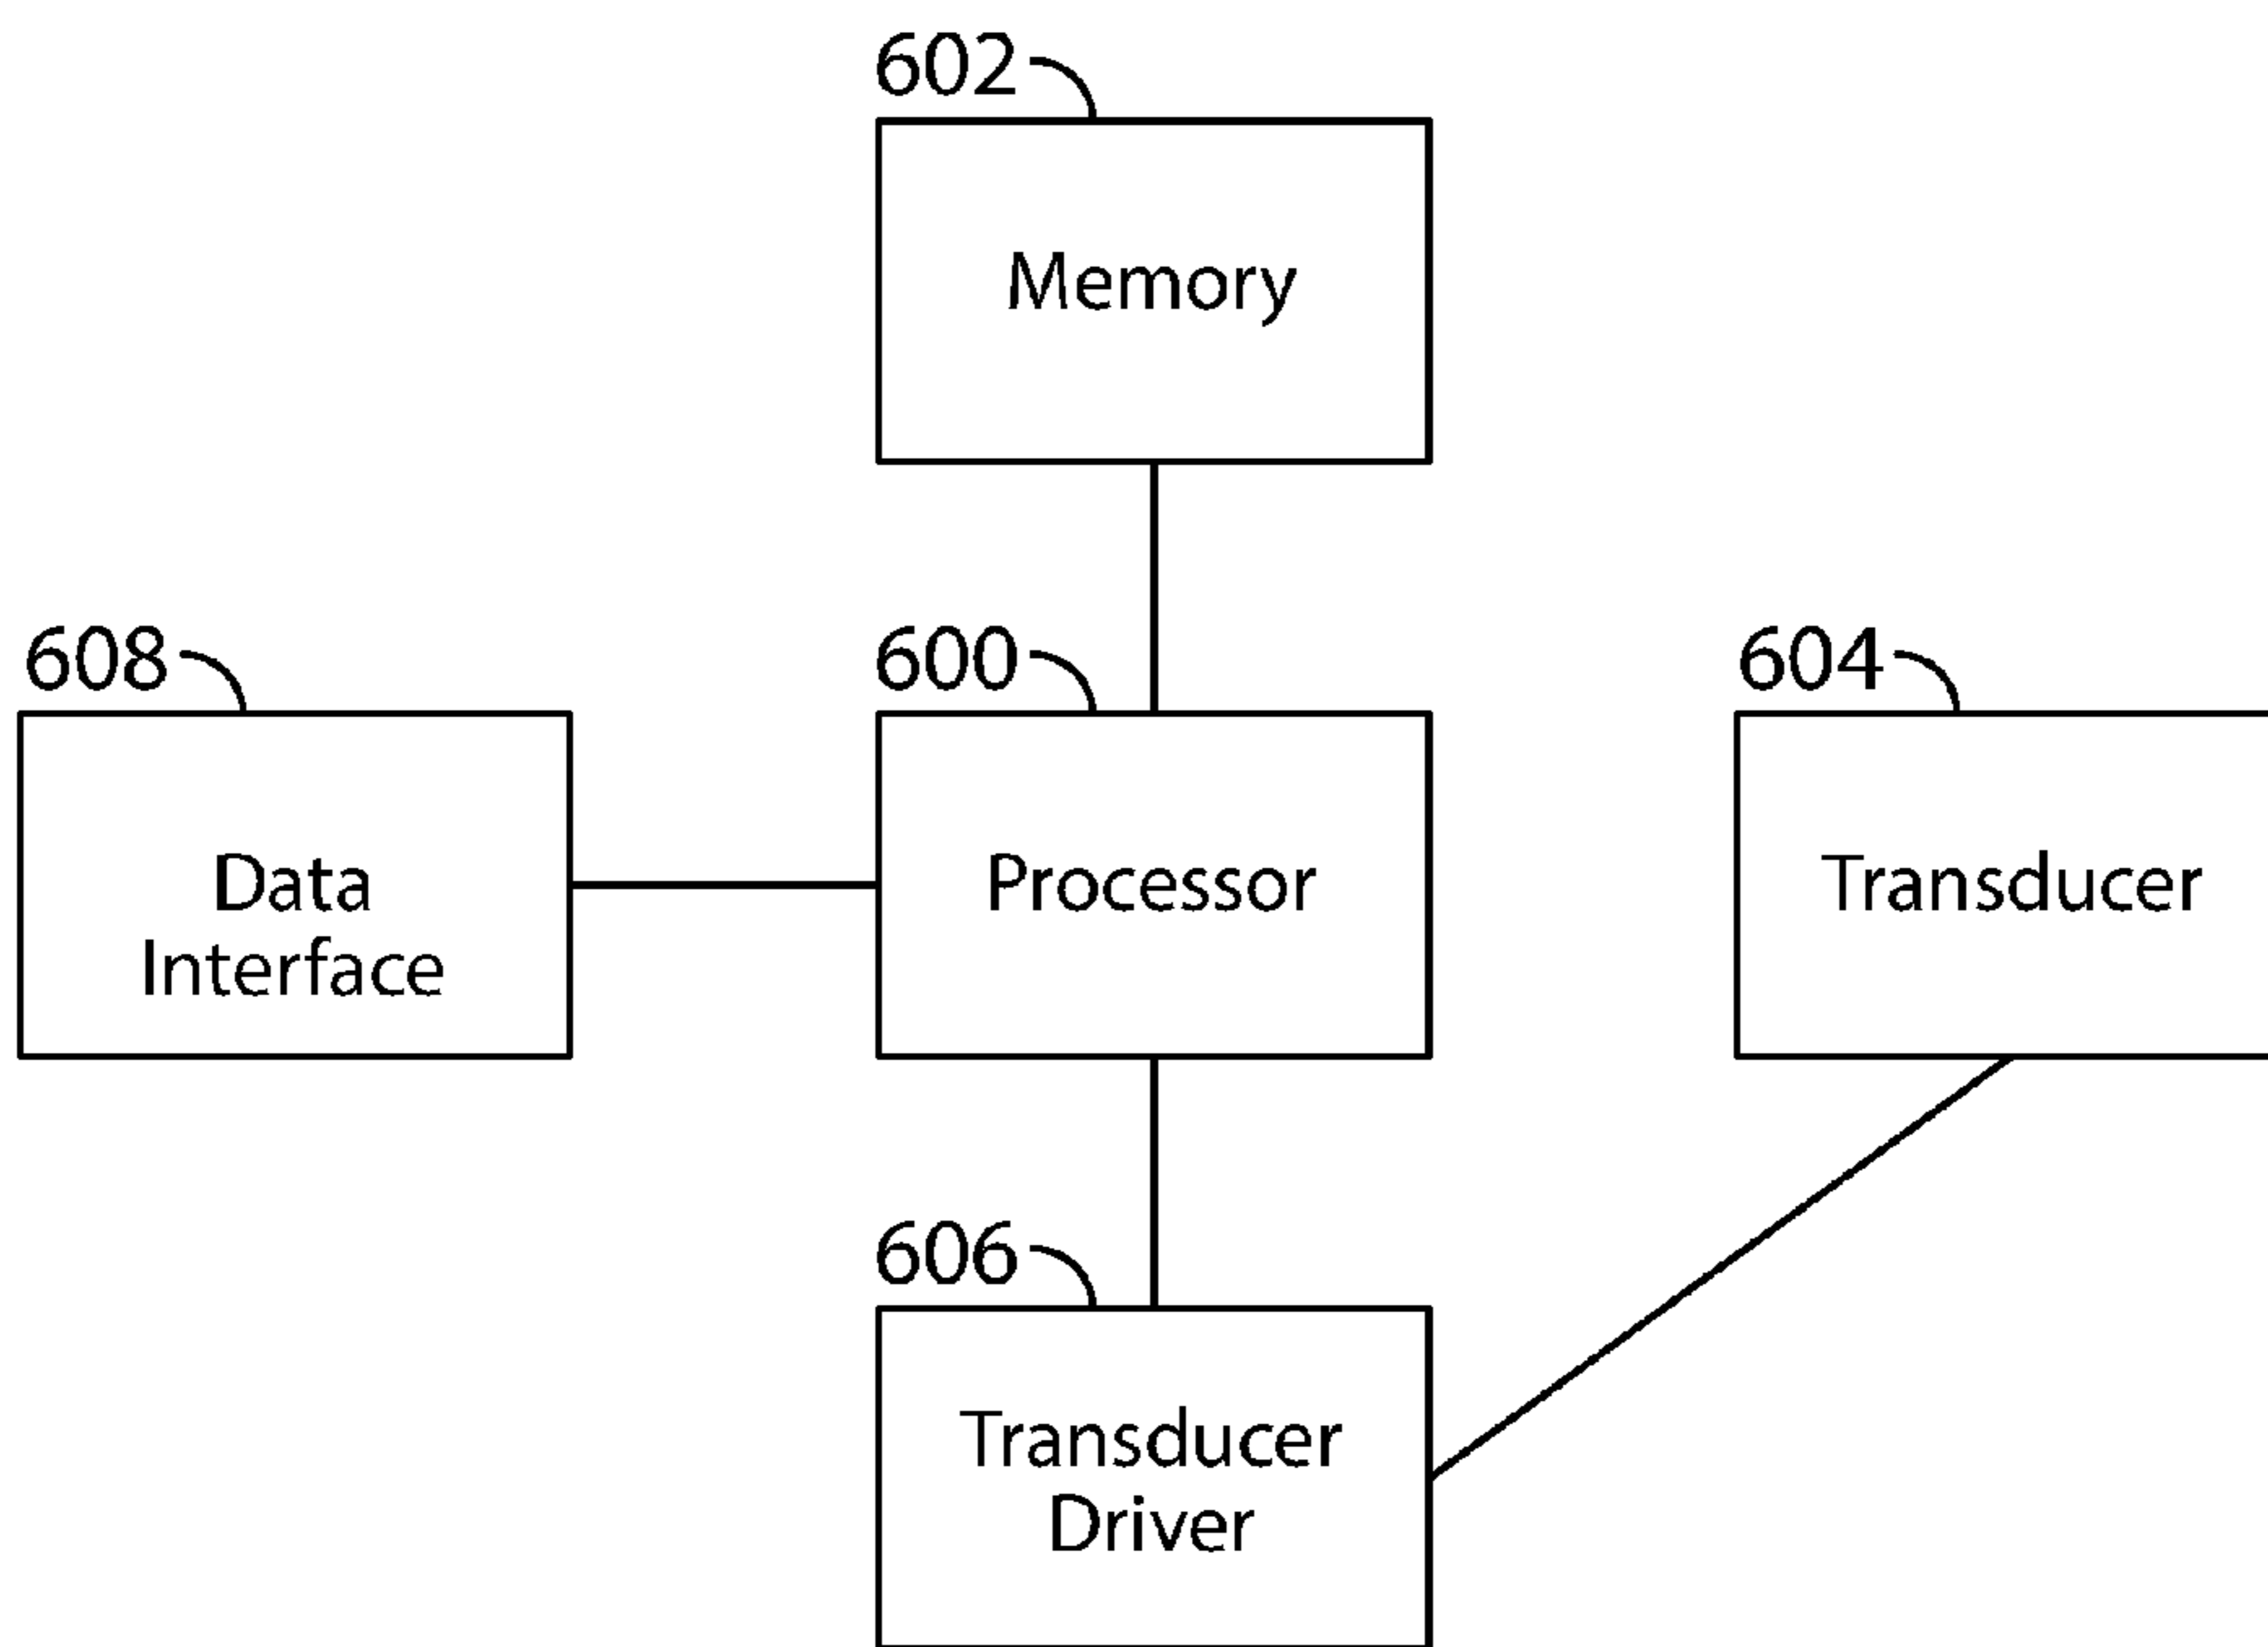 602
Memory
608
600
604
Data
Interface
Processor
Transducer
606
Transducer
Driver